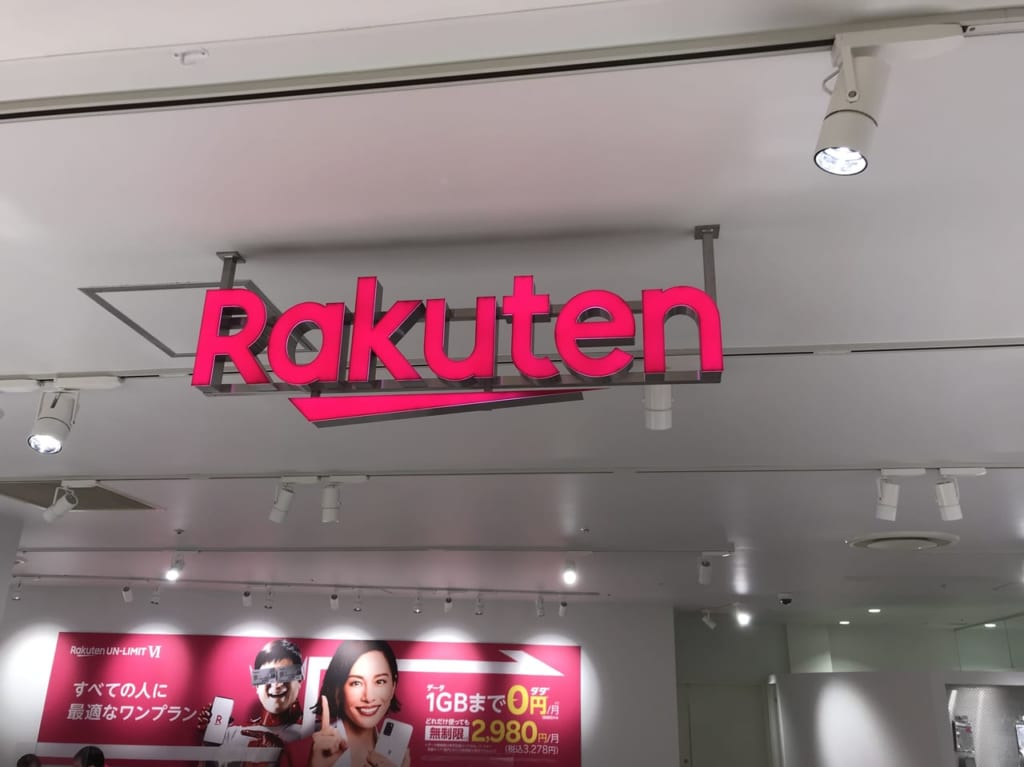 Rakuten
Rakuten UN-LIMIT VI
すべての人に
最適なワンプラン
データ
1GBまで0円/月
タダ
どれだけ使っても
無制限 2,980円/月
(税込3,278円)
R